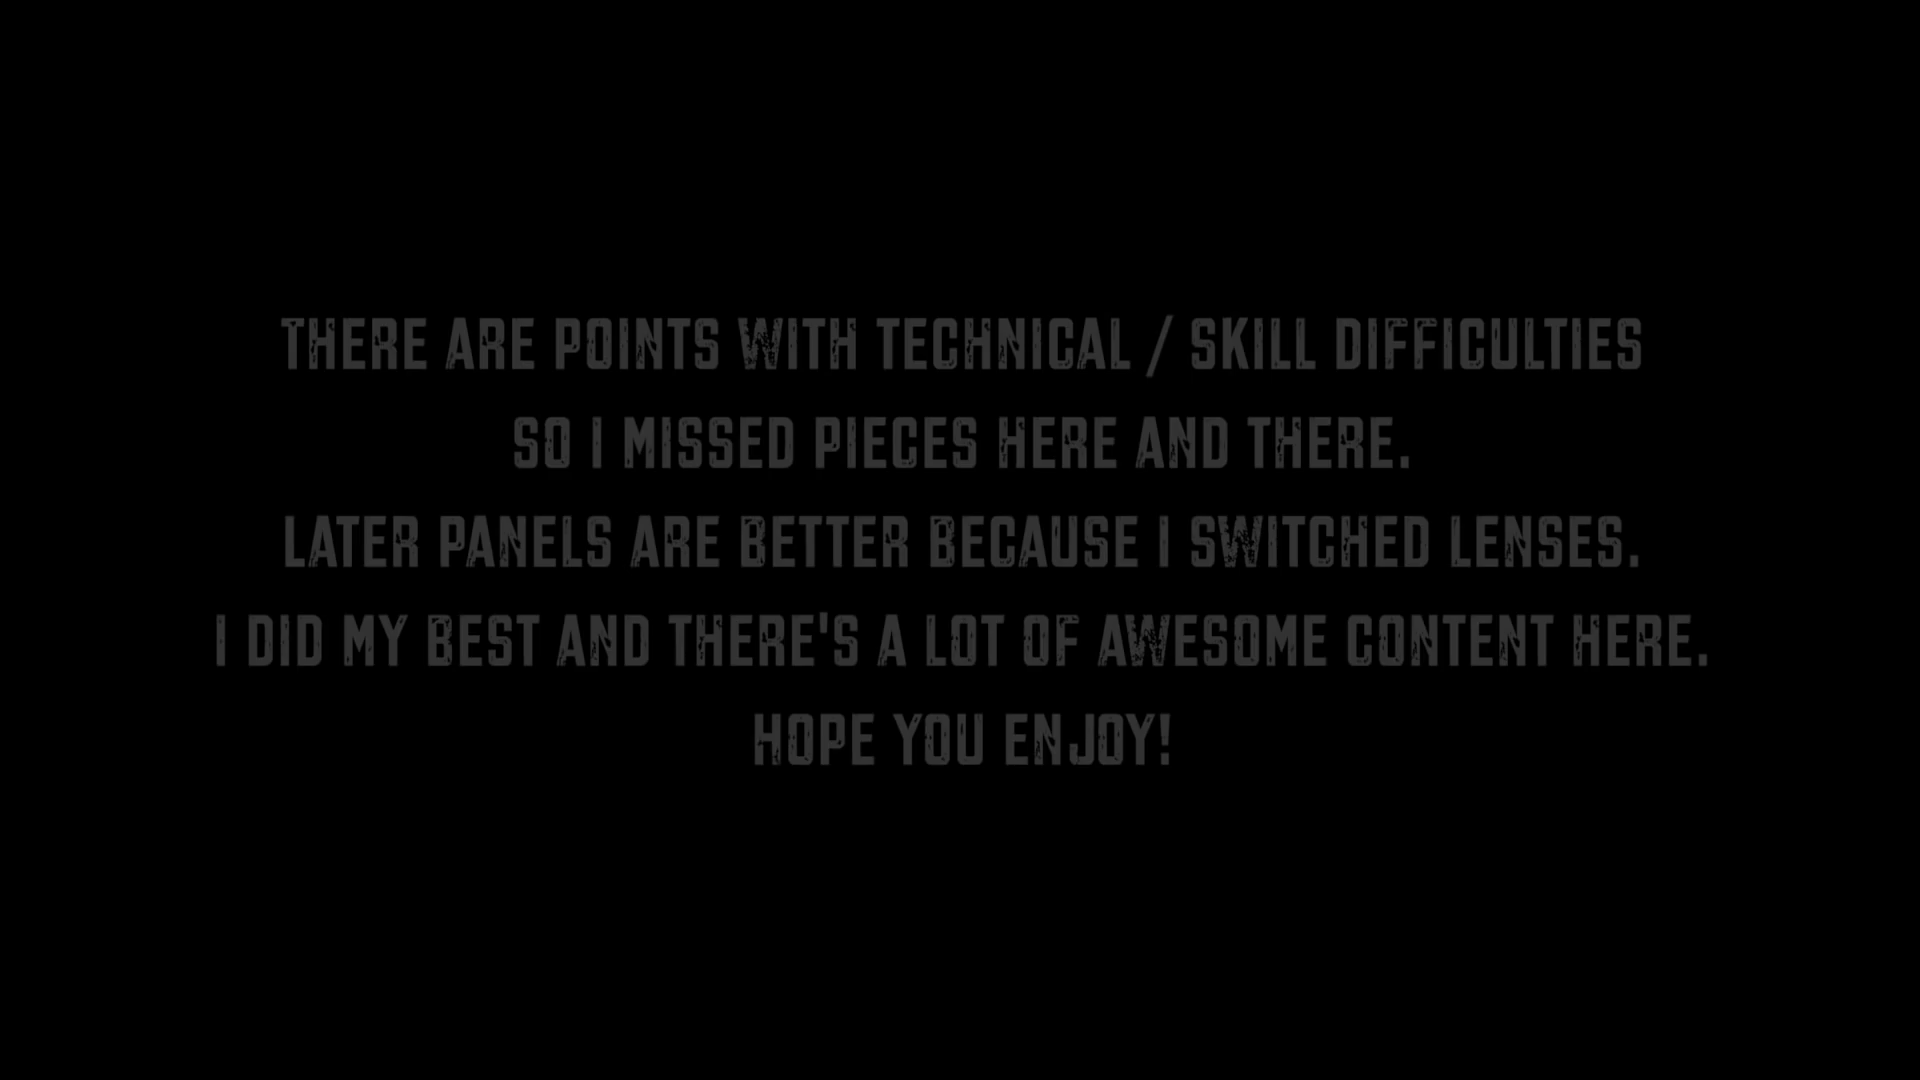 THERE ARE POINTS WITH TECHNICAL / SKILL DIFFICULTIES
SO I MISSED PIECES HERE AND THERE.
LATER PANELS ARE BETTER BECAUSE I SWITCHED LENSES.
I DID MY BEST AND THERE'S A LOT OF AWESOME CONTENT HERE.
HOPE YOU ENJOY!